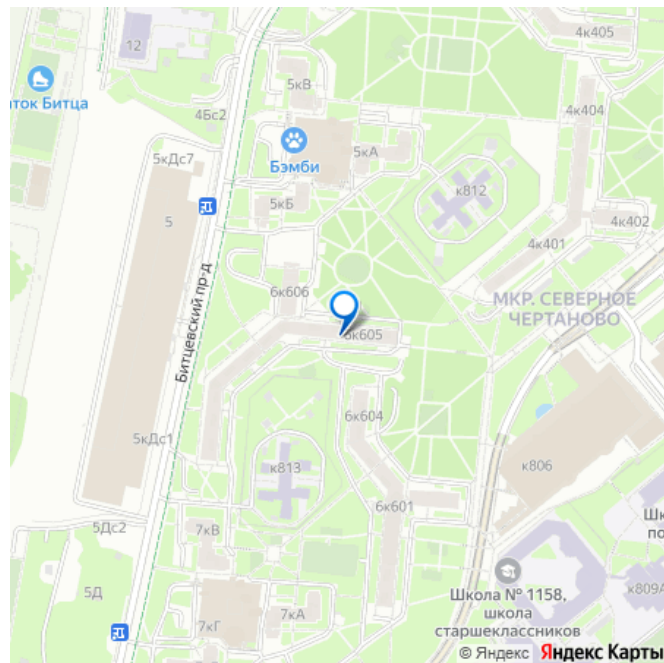 4к405
12
5кВ
аток Битца
4к404
4Бс2
5кДс7
5кА
Бэмби
к812
5
5кБ
4к402
4к401
Битцевский пр-д
6к606
МКР. СЕВЕРНОЕ
ЧЕРТАНОВО
6к605
6к604
5кДс1
к813
к806
6к601
Шк
по
5Дс2
7кВ
Школа № 1158,
школа
старшеклассников
к809А
5Д
7кА
7кГ
© Яндекс Яндекс Карты